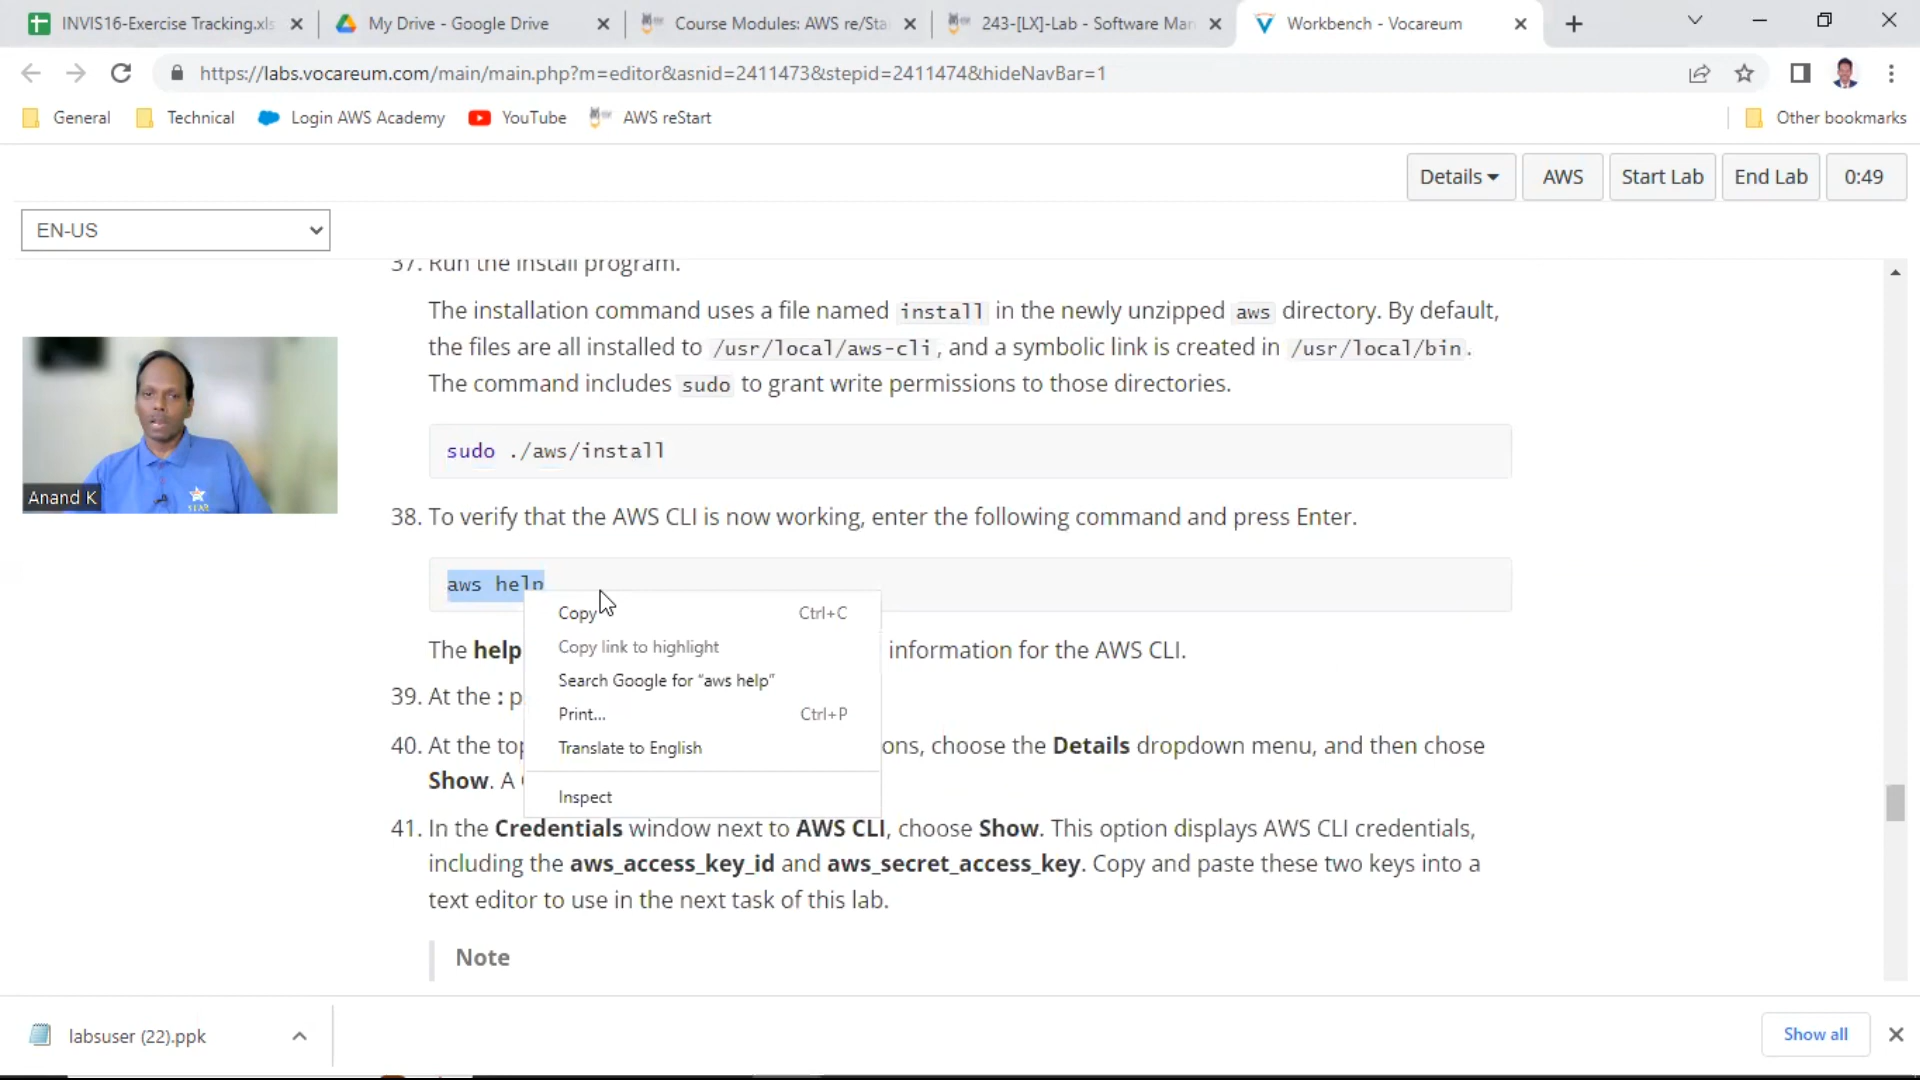 INVIS16-Exercise Tracking.xls
My Drive - Google Drive
Course Modules: AWS re/Sta
243-[LX]-Lab - Software Man
Workbench - Vocareum
https://labs.vocareum.com/main/main.php?m=editor&asnid=2411473&stepid=2411474&hideNavBar=1
General
Technical
Login AWS Academy
YouTube
AWS reStart
Other bookmarks
Details
AWS
Start Lab
End Lab
0:49
EN-US
37. Run the install program.
The installation command uses a file named install in the newly unzipped aws directory. By default,
the files are all installed to /usr/local/aws-cli, and a symbolic link is created in /usr/local/bin.
The command includes sudo to grant write permissions to those directories.
sudo ./aws/install
Anand K
38. To verify that the AWS CLI is now working, enter the following command and press Enter.
aws help
Copy Ctrl+C
Copy link to highlight
Search Google for “aws help”
Print... Ctrl+P
Translate to English
Inspect
The help information for the AWS CLI.
39. At the : p
40. At the top ons, choose the Details dropdown menu, and then chose
Show. A
41. In the Credentials window next to AWS CLI, choose Show. This option displays AWS CLI credentials,
including the aws_access_key_id and aws_secret_access_key. Copy and paste these two keys into a
text editor to use in the next task of this lab.
Note
labsuser (22).ppk
Show all